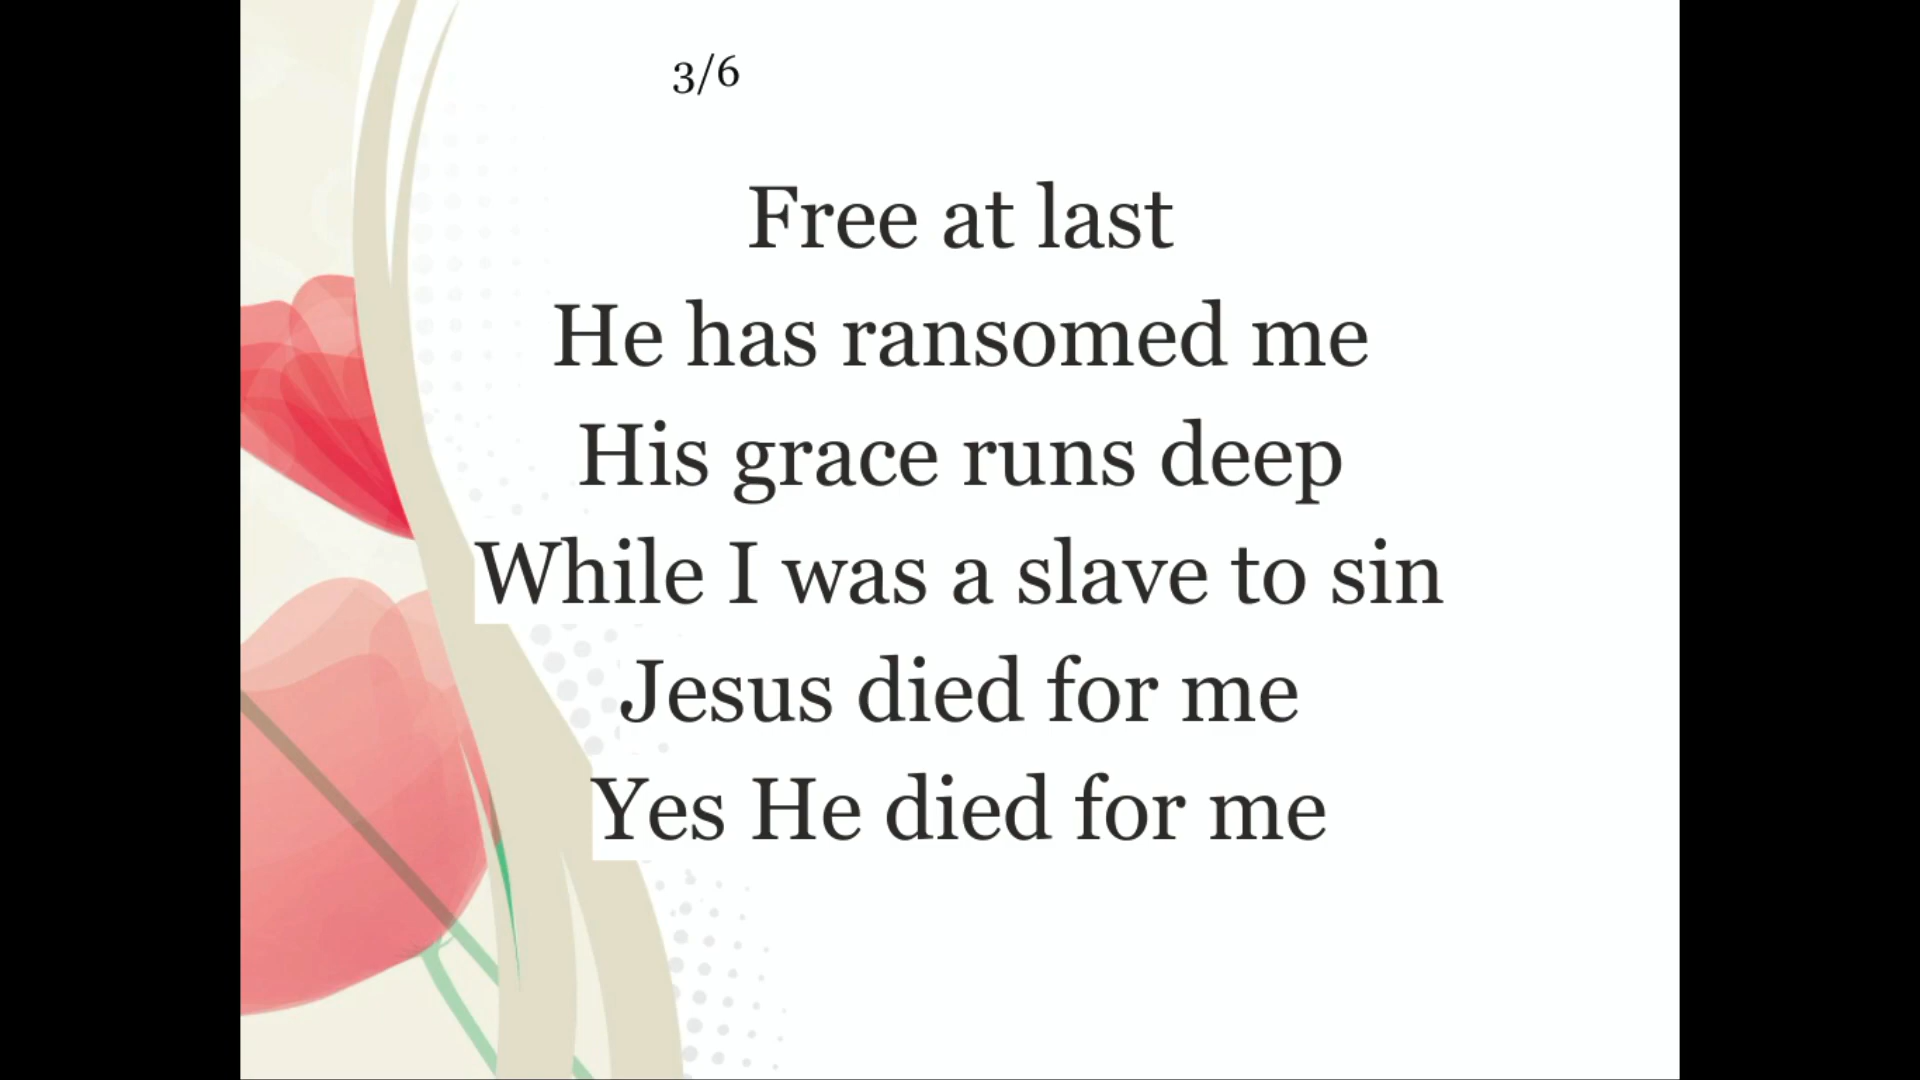 3/6
Free at last
He has ransomed me
His grace runs deep
While I was a slave to sin
Jesus died for me
Yes He died for me